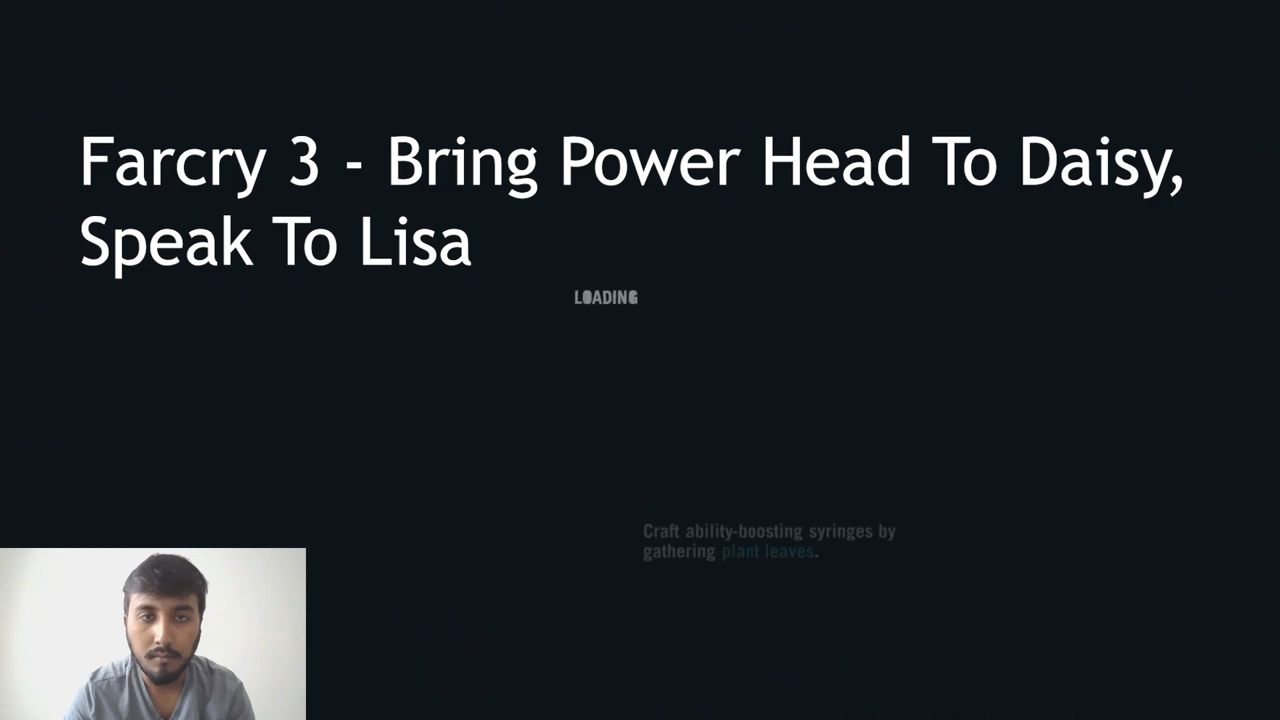 Farcry 3 - Bring Power Head To Daisy,
Speak To Lisa
LOADING
Craft ability-boosting syringes by
gathering plant leaves.